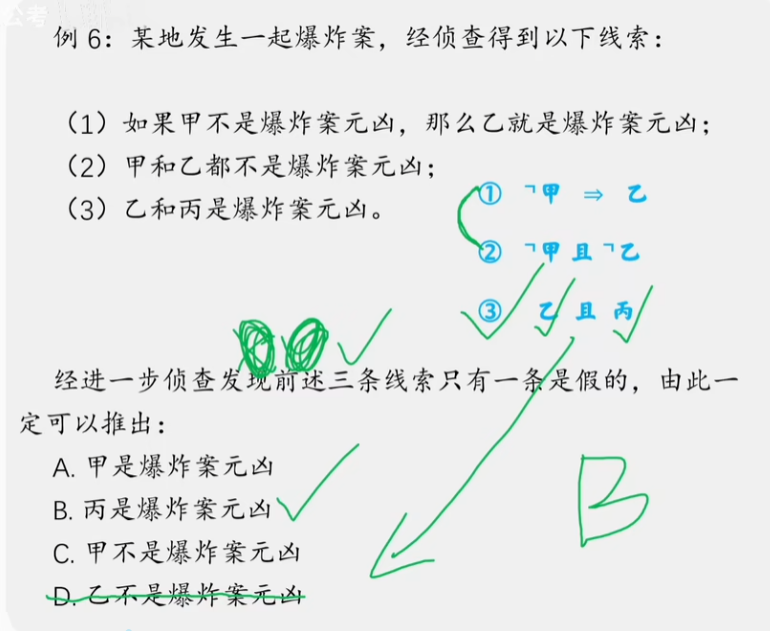 公考
例 6：某地发生一起爆炸案，经侦查得到以下线索：
（1）如果甲不是爆炸案元凶，那么乙就是爆炸案元凶；
（2）甲和乙都不是爆炸案元凶；
（3）乙和丙是爆炸案元凶。
① ¬甲 ⇒ 乙
② ¬甲 且 ¬乙
③ 乙 且 丙
经进一步侦查发现前述三条线索只有一条是假的，由此一
定可以推出：
A. 甲是爆炸案元凶
B. 丙是爆炸案元凶
C. 甲不是爆炸案元凶
D. 乙不是爆炸案元凶
B